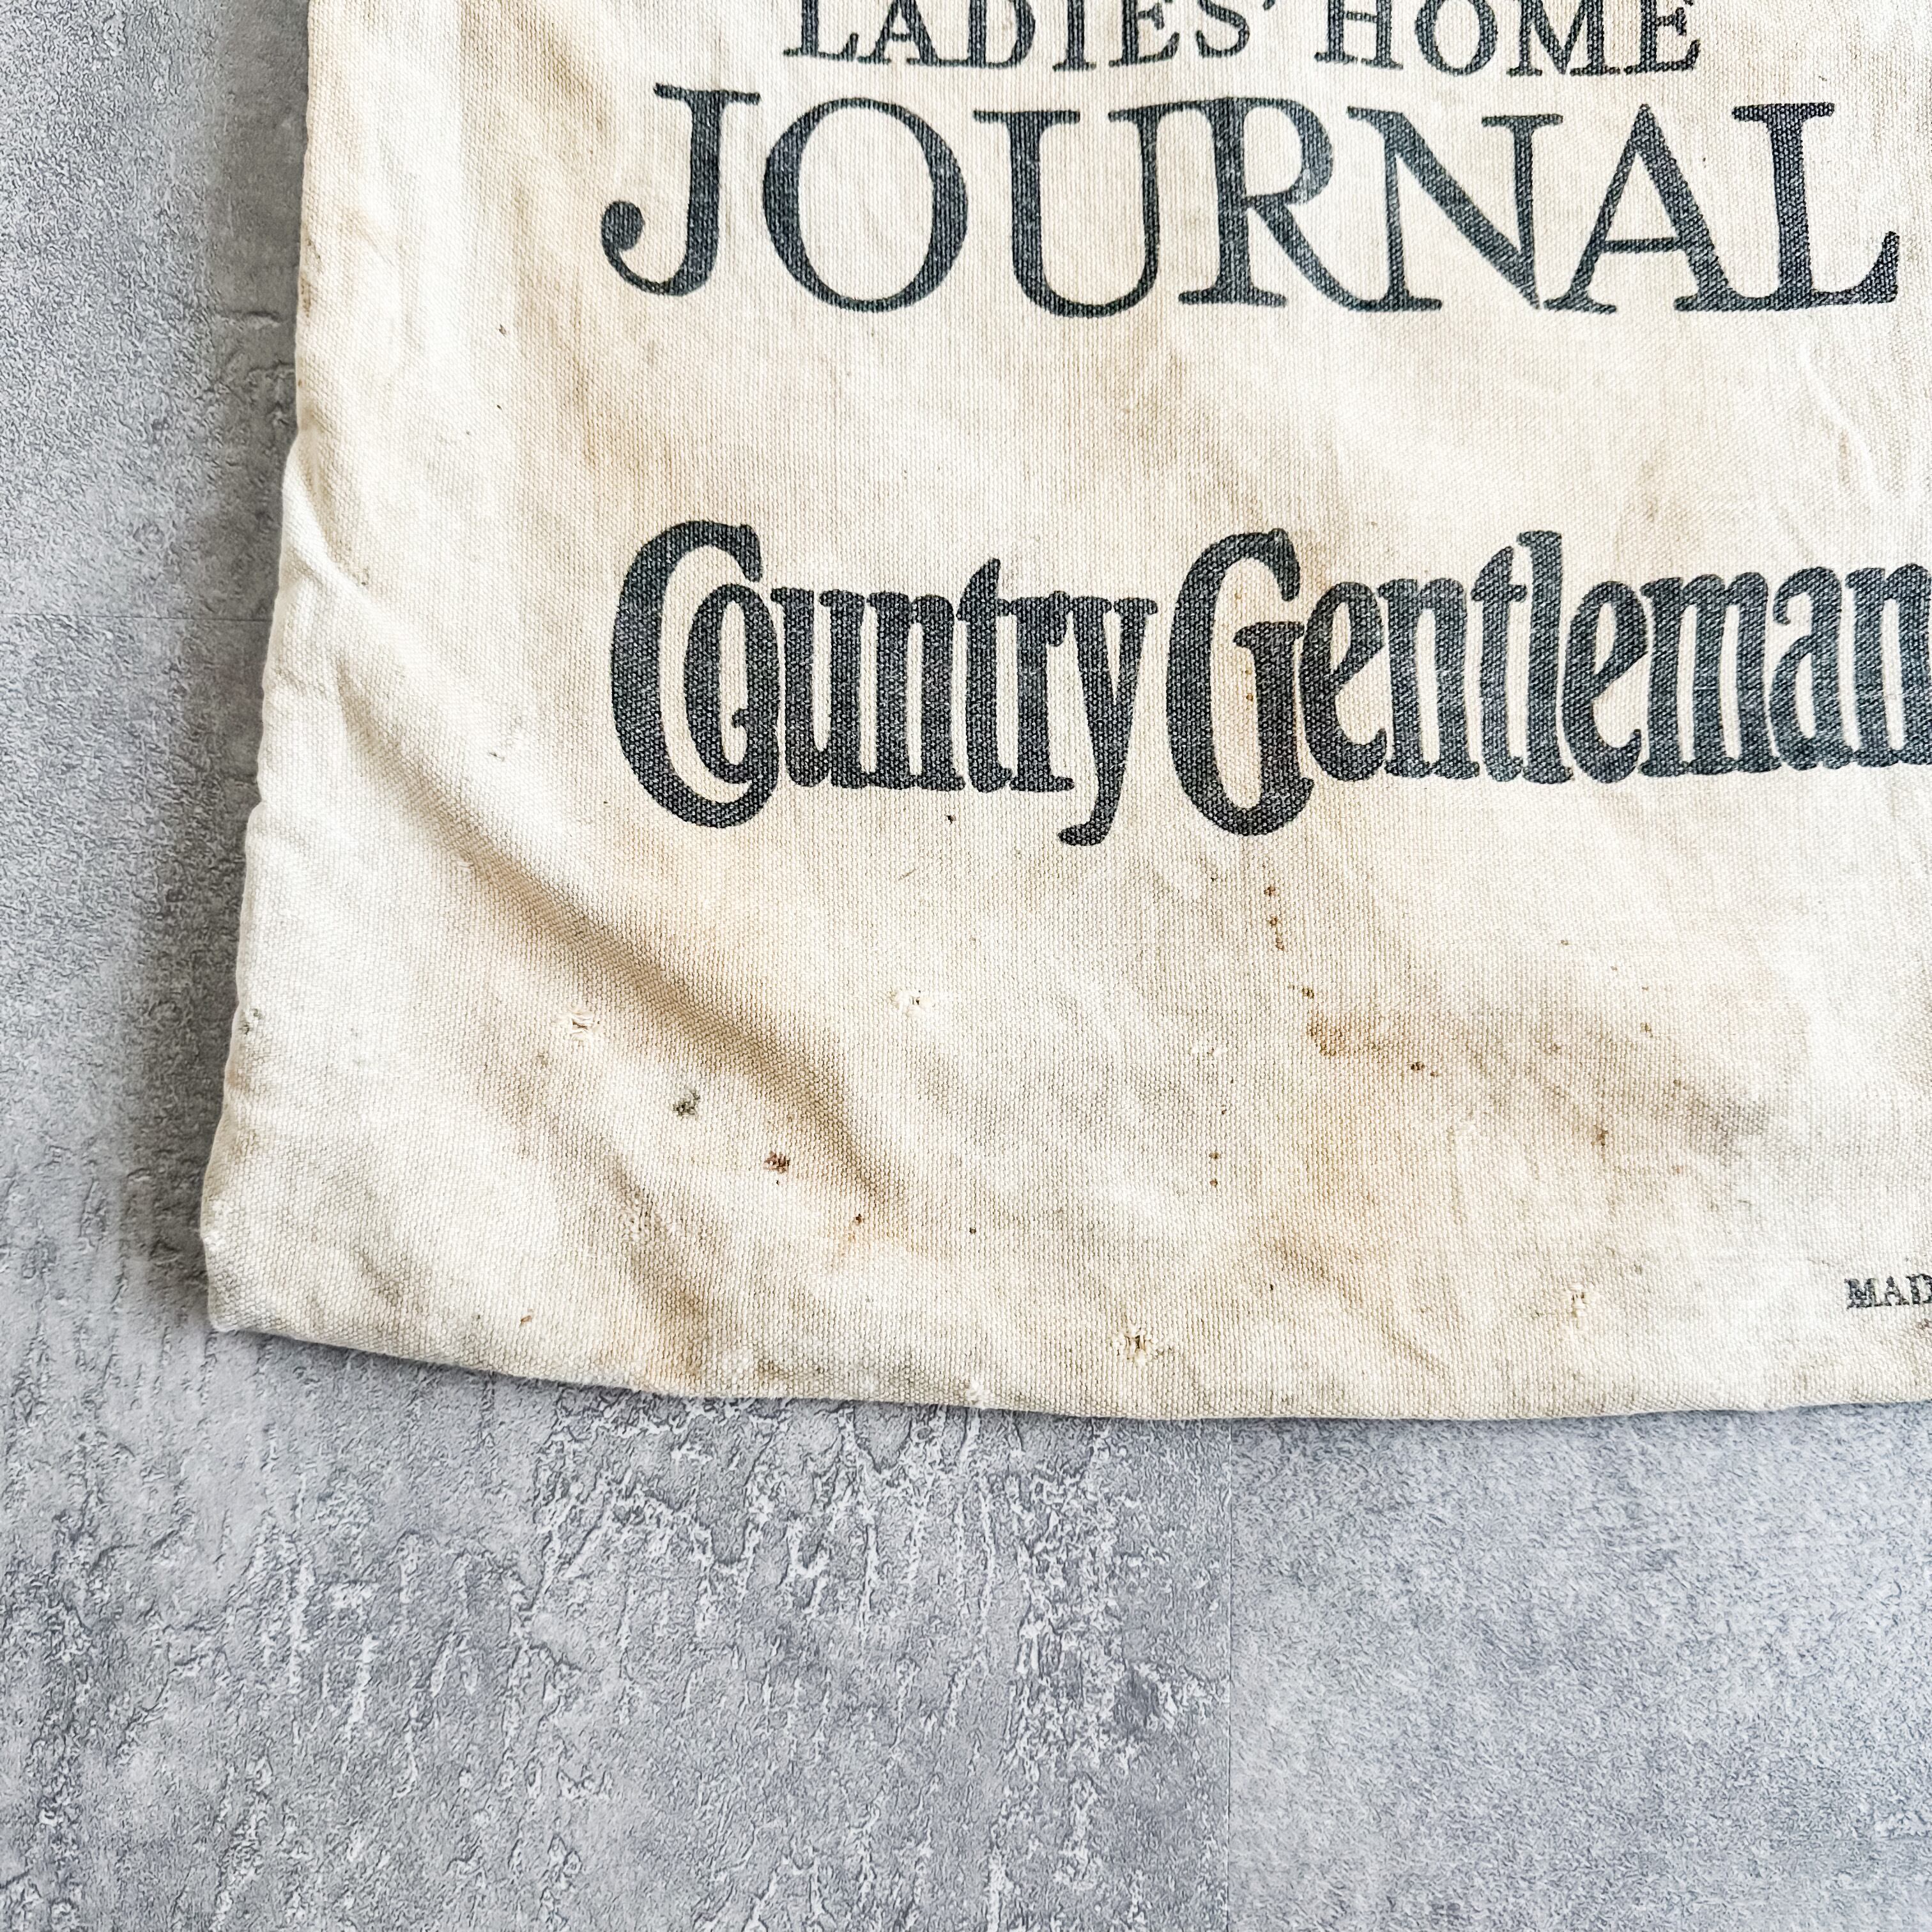 LADIES' HOME
JOURNAL
Country Gentleman